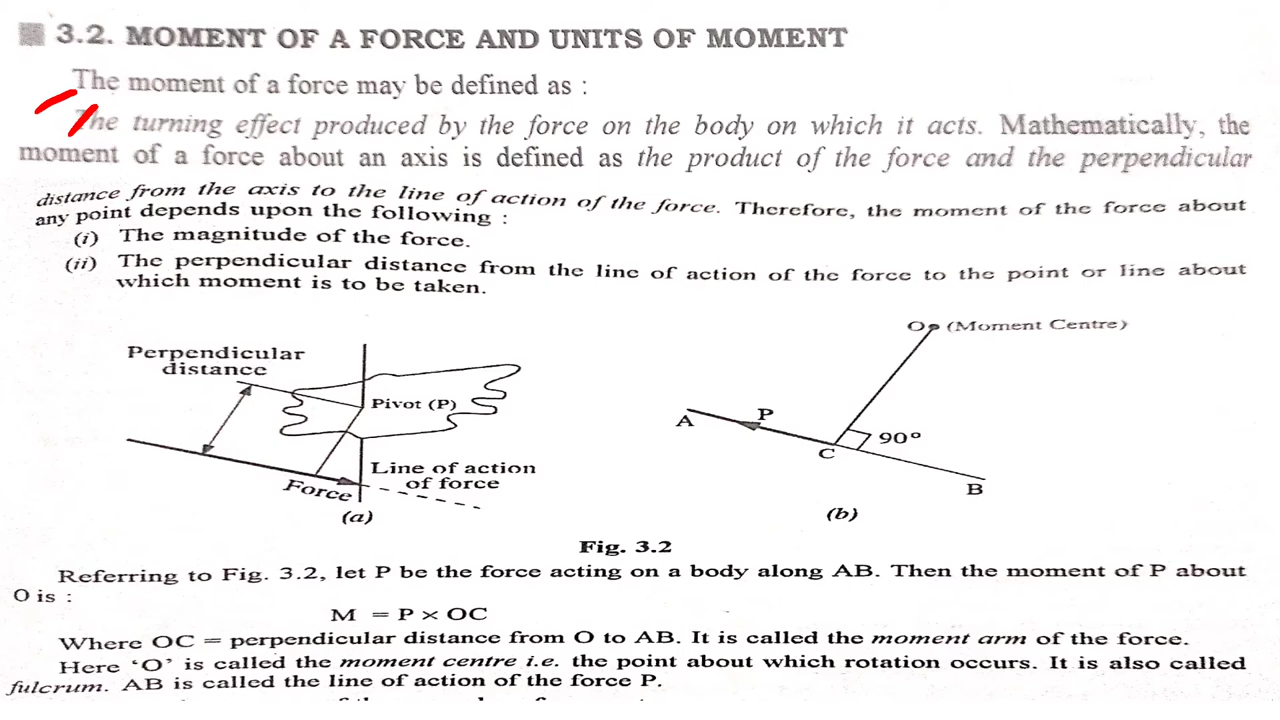 3.2. MOMENT OF A FORCE AND UNITS OF MOMENT
The moment of a force may be defined as :
The turning effect produced by the force on the body on which it acts. Mathematically, the
moment of a force about an axis is defined as the product of the force and the perpendicular
distance from the axis to the line of action of the force. Therefore, the moment of the force about
any point depends upon the following :
(i) The magnitude of the force.
(ii) The perpendicular distance from the line of action of the force to the point or line about
which moment is to be taken.
Perpendicular
distance
Pivot (P)
Line of action
of force
Force
(a)
O (Moment Centre)
A
P
90°
C
B
(b)
Fig. 3.2
Referring to Fig. 3.2, let P be the force acting on a body along AB. Then the moment of P about
O is :
M = P × OC
Where OC = perpendicular distance from O to AB. It is called the moment arm of the force.
Here ‘O’ is called the moment centre i.e. the point about which rotation occurs. It is also called
fulcrum. AB is called the line of action of the force P.